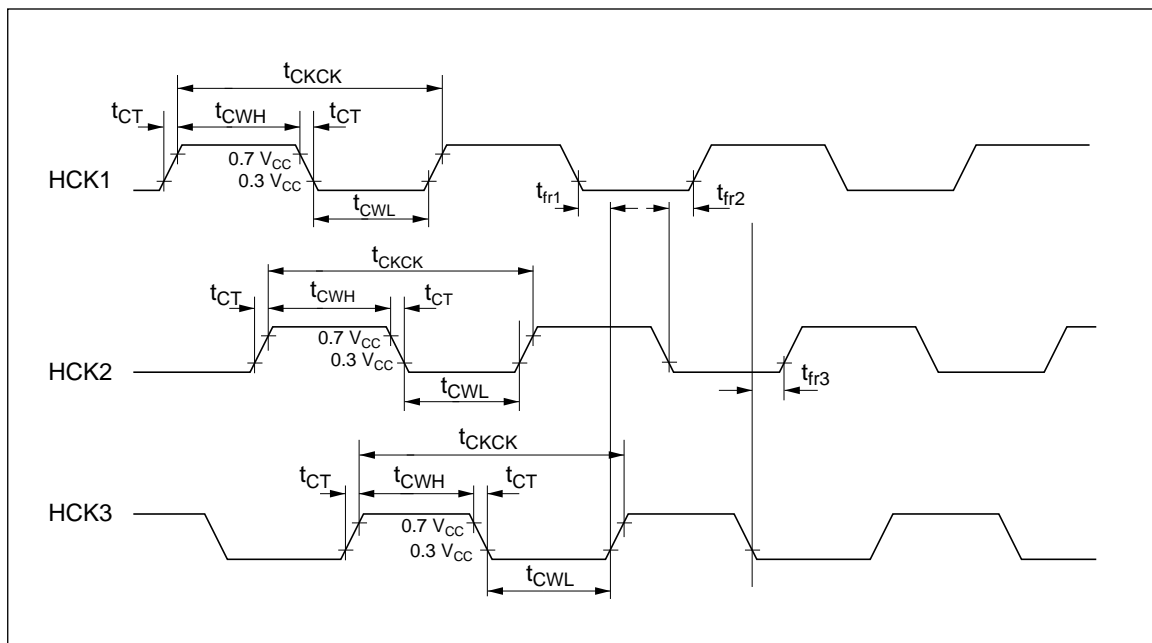 tCKCK
tCT tCWH tCT
0.7 VCC
HCK1 0.3 VCC
tfr1 tfr2
tCWL
tCKCK
tCT tCWH tCT
0.7 VCC
HCK2 0.3 VCC
tfr3
tCWL
tCKCK
tCT tCWH tCT
HCK3 0.7 VCC
0.3 VCC
tCWL